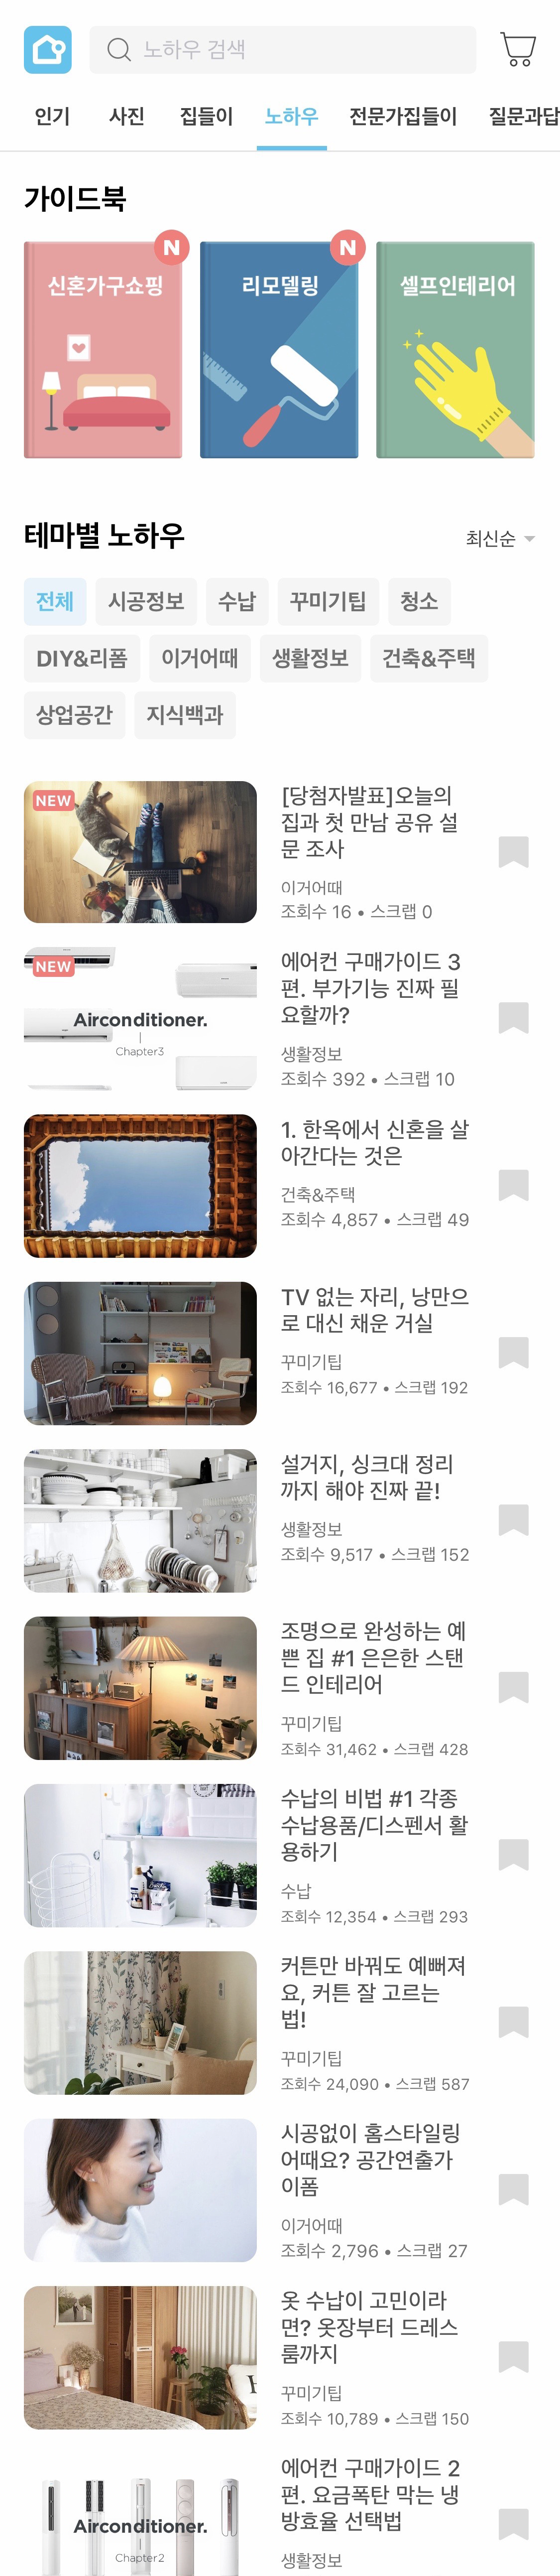 노하우 검색
인기 사진 집들이 노하우 전문가집들이 질문과답
가이드북
N N
신혼가구쇼핑 리모델링 셀프인테리어
테마별 노하우 최신순
전체 시공정보 수납 꾸미기팁 청소
DIY&리폼 이거어때 생활정보 건축&주택
상업공간 지식백과
NEW
[당첨자발표]오늘의
집과 첫 만남 공유 설
문 조사
이거어때
조회수 16 • 스크랩 0
NEW
Airconditioner.
Chapter3
에어컨 구매가이드 3
편. 부가기능 진짜 필
요할까?
생활정보
조회수 392 • 스크랩 10
1. 한옥에서 신혼을 살
아간다는 것은
건축&주택
조회수 4,857 • 스크랩 49
TV 없는 자리, 낭만으
로 대신 채운 거실
꾸미기팁
조회수 16,677 • 스크랩 192
설거지, 싱크대 정리
까지 해야 진짜 끝!
생활정보
조회수 9,517 • 스크랩 152
조명으로 완성하는 예
쁜 집 #1 은은한 스탠
드 인테리어
꾸미기팁
조회수 31,462 • 스크랩 428
수납의 비법 #1 각종
수납용품/디스펜서 활
용하기
수납
조회수 12,354 • 스크랩 293
커튼만 바꿔도 예뻐져
요, 커튼 잘 고르는
법!
꾸미기팁
조회수 24,090 • 스크랩 587
시공없이 홈스타일링
어때요? 공간연출가
이폼
이거어때
조회수 2,796 • 스크랩 27
옷 수납이 고민이라
면? 옷장부터 드레스
룸까지
꾸미기팁
조회수 10,789 • 스크랩 150
Airconditioner.
Chapter2
에어컨 구매가이드 2
편. 요금폭탄 막는 냉
방효율 선택법
생활정보